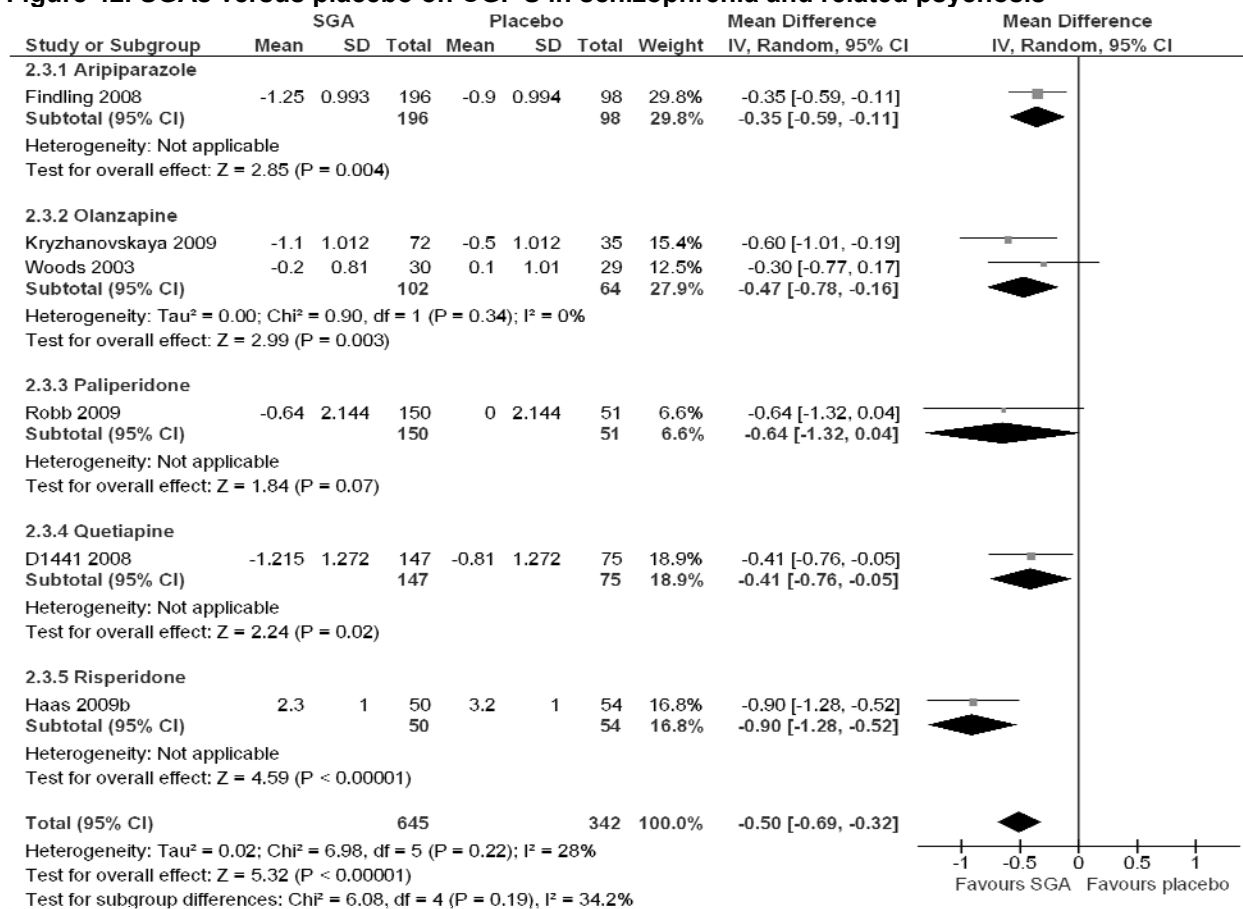 SGA Placebo Mean Difference Mean Difference
Study or Subgroup Mean SD Total Mean SD Total Weight IV, Random, 95% CI IV, Random, 95% CI
2.3.1 Aripiparazole
Findling 2008 -1.25 0.993 196 -0.9 0.994 98 29.8% -0.35 [-0.59, -0.11]
Subtotal (95% CI) 196 98 29.8% -0.35 [-0.59, -0.11]
Heterogeneity: Not applicable
Test for overall effect: Z = 2.85 (P = 0.004)
2.3.2 Olanzapine
Kryzhanovskaya 2009 -1.1 1.012 72 -0.5 1.012 35 15.4% -0.60 [-1.01, -0.19]
Woods 2003 -0.2 0.81 30 0.1 1.01 29 12.5% -0.30 [-0.77, 0.17]
Subtotal (95% CI) 102 64 27.9% -0.47 [-0.78, -0.16]
Heterogeneity: Tau² = 0.00; Chi² = 0.90, df = 1 (P = 0.34); I² = 0%
Test for overall effect: Z = 2.99 (P = 0.003)
2.3.3 Paliperidone
Robb 2009 -0.64 2.144 150 0 2.144 51 6.6% -0.64 [-1.32, 0.04]
Subtotal (95% CI) 150 51 6.6% -0.64 [-1.32, 0.04]
Heterogeneity: Not applicable
Test for overall effect: Z = 1.84 (P = 0.07)
2.3.4 Quetiapine
D1441 2008 -1.215 1.272 147 -0.81 1.272 75 18.9% -0.41 [-0.76, -0.05]
Subtotal (95% CI) 147 75 18.9% -0.41 [-0.76, -0.05]
Heterogeneity: Not applicable
Test for overall effect: Z = 2.24 (P = 0.02)
2.3.5 Risperidone
Haas 2009b 2.3 1 50 3.2 1 54 16.8% -0.90 [-1.28, -0.52]
Subtotal (95% CI) 50 54 16.8% -0.90 [-1.28, -0.52]
Heterogeneity: Not applicable
Test for overall effect: Z = 4.59 (P < 0.00001)
Total (95% CI) 645 342 100.0% -0.50 [-0.69, -0.32]
Heterogeneity: Tau² = 0.02; Chi² = 6.98, df = 5 (P = 0.22); I² = 28%
Test for overall effect: Z = 5.32 (P < 0.00001)
Test for subgroup differences: Chi² = 6.08, df = 4 (P = 0.19), I² = 34.2%
-1 -0.5 0 0.5 1
Favours SGA Favours placebo